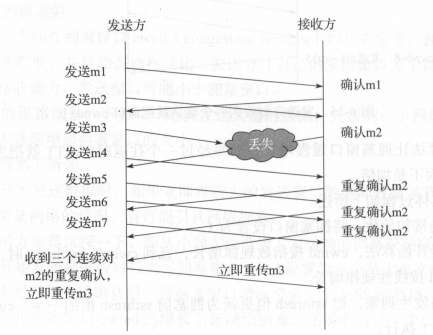 发送方
接收方
发送m1
确认m1
发送m2
发送m3
确认m2
丢失
发送m4
发送m5
重复确认m2
发送m6
重复确认m2
发送m7
重复确认m2
收到三个连续对
m2的重复确认
立即重传m3
立即重传m3